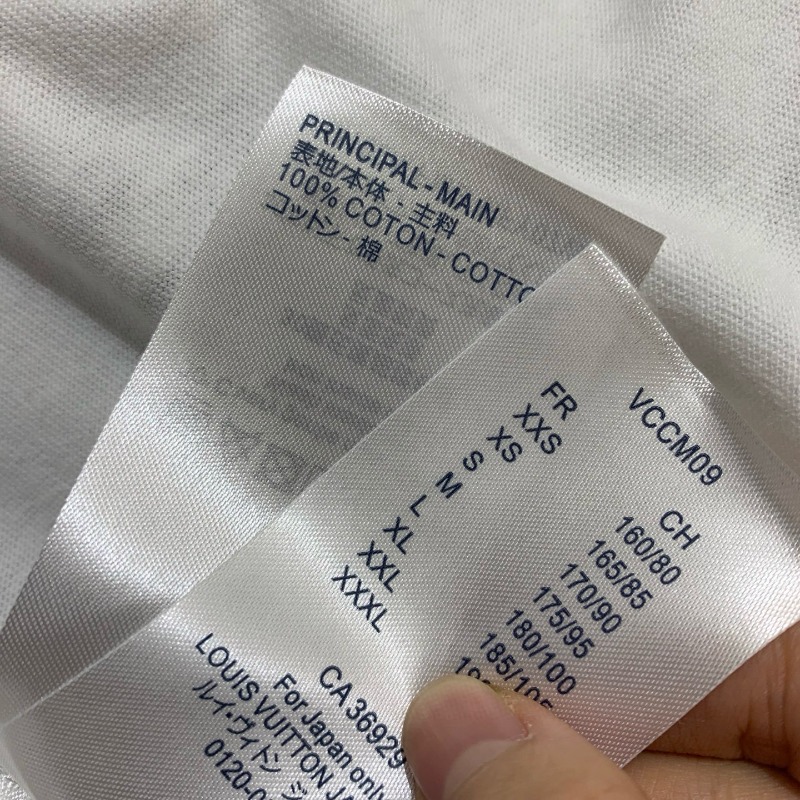 PRINCIPAL - MAIN
表地/本体 - 主料
100% COTON - COTTO
コットン - 棉
VCCM09
FR CH
XXS 160/80
XS 165/85
S 170/90
M 175/95
L 180/100
XL 185/105
XXL
XXXL
CA 36929
For Japan only
LOUIS VUITTON
ルイ・ヴィトン
0120-0